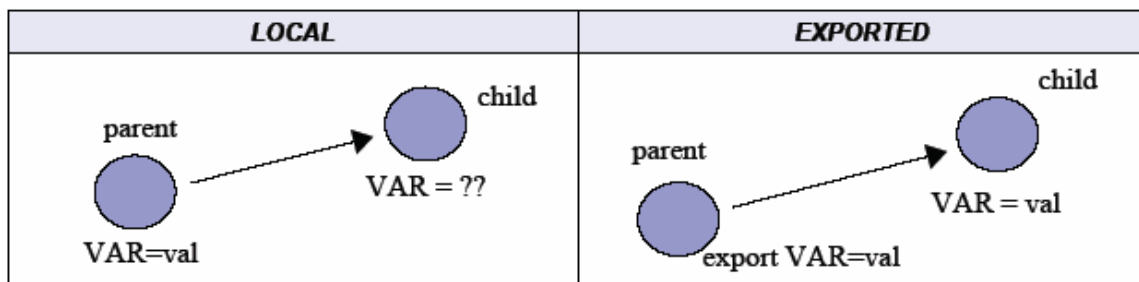 LOCAL
EXPORTED
parent
child
VAR=val
VAR = ??
parent
child
export VAR=val
VAR = val